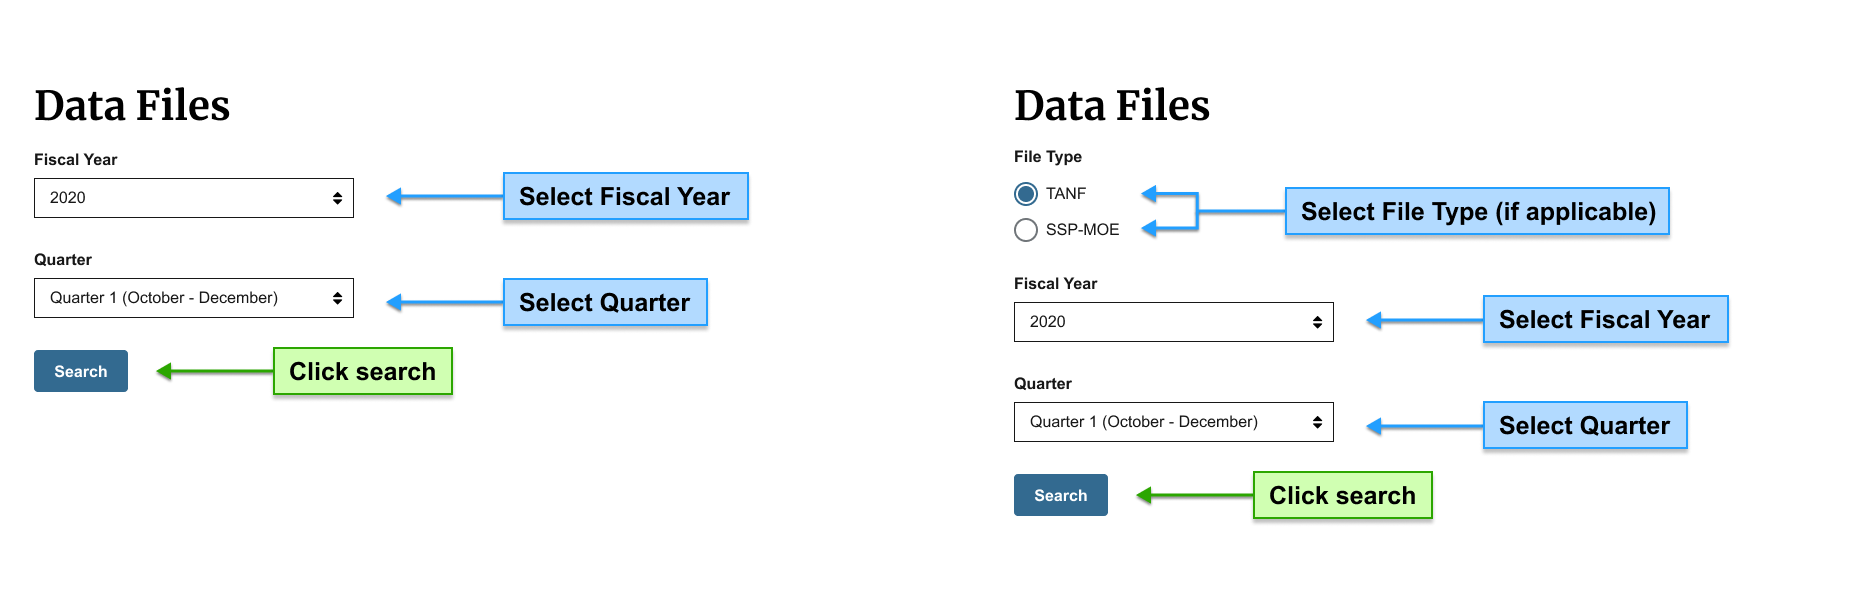 Data Files
Fiscal Year
2020
Select Fiscal Year
Quarter
Quarter 1 (October - December)
Select Quarter
Search
Click search
Data Files
File Type
TANF
SSP-MOE
Select File Type (if applicable)
Fiscal Year
2020
Select Fiscal Year
Quarter
Quarter 1 (October - December)
Select Quarter
Search
Click search